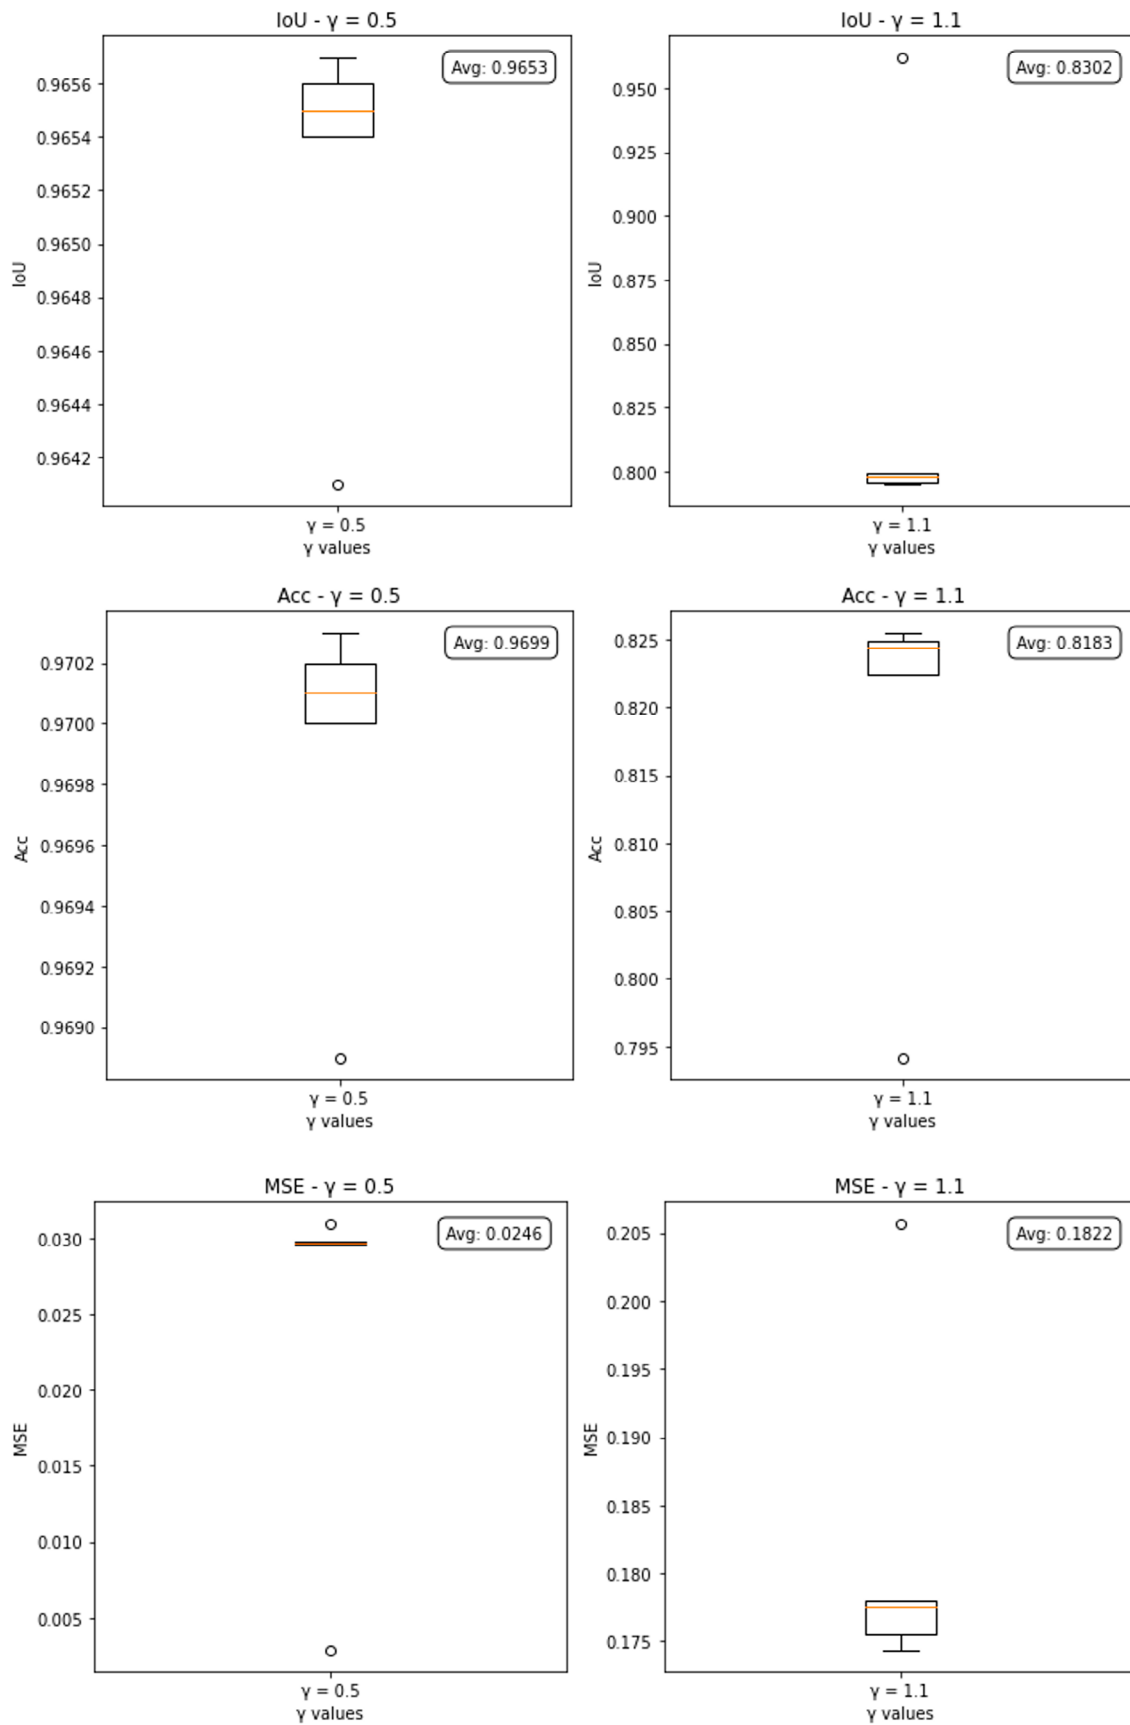 IoU - γ = 0.5
Avg: 0.9653
0.9656
0.9654
0.9652
0.9650
0.9648
0.9646
0.9644
0.9642
IoU
γ = 0.5
γ values
IoU - γ = 1.1
Avg: 0.8302
0.950
0.925
0.900
0.875
0.850
0.825
0.800
IoU
γ = 1.1
γ values
Acc - γ = 0.5
Avg: 0.9699
0.9702
0.9700
0.9698
0.9696
0.9694
0.9692
0.9690
Acc
γ = 0.5
γ values
Acc - γ = 1.1
Avg: 0.8183
0.825
0.820
0.815
0.810
0.805
0.800
0.795
Acc
γ = 1.1
γ values
MSE - γ = 0.5
Avg: 0.0246
0.030
0.025
0.020
0.015
0.010
0.005
MSE
γ = 0.5
γ values
MSE - γ = 1.1
Avg: 0.1822
0.205
0.200
0.195
0.190
0.185
0.180
0.175
MSE
γ = 1.1
γ values